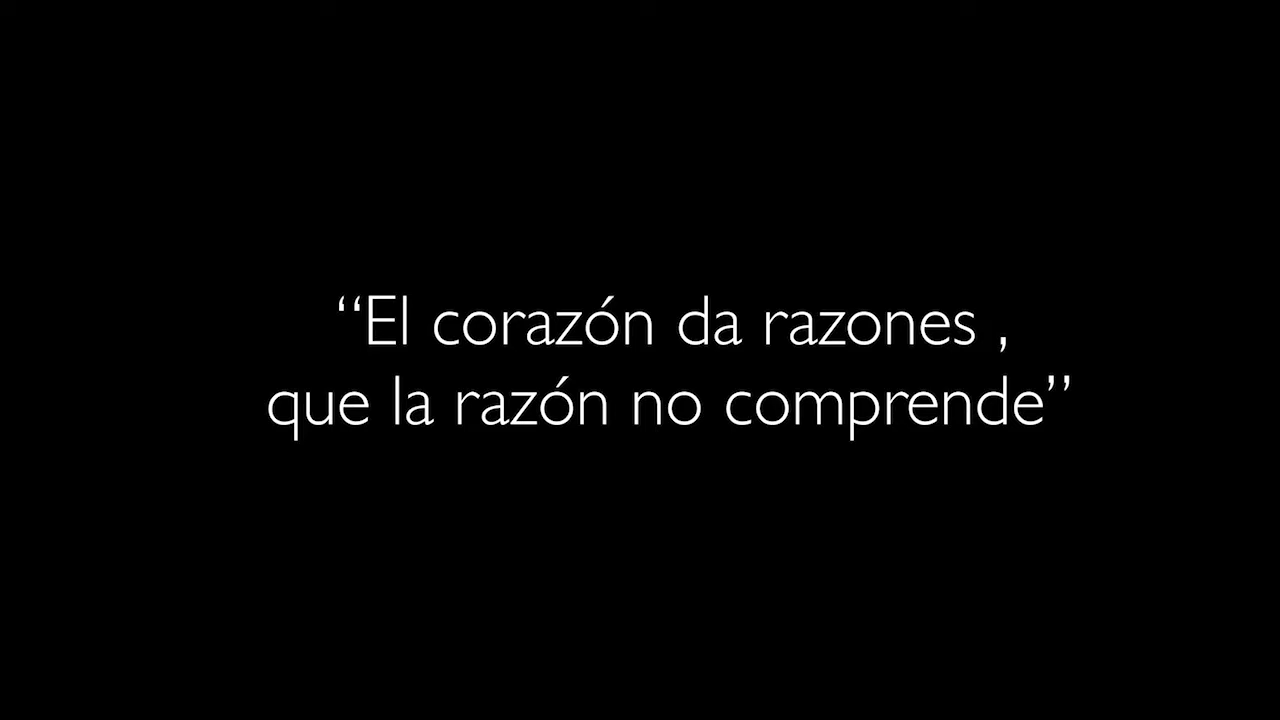 “El corazón da razones ,
que la razón no comprende”